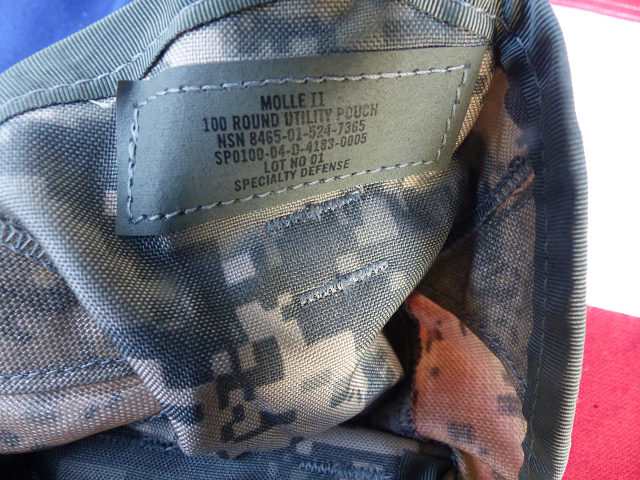 MOLLE II
100 ROUND UTILITY POUCH
NSN 8465-01-524-7365
SP0100-04-D-4183-0005
LOT NO 01
SPECIALTY DEFENSE